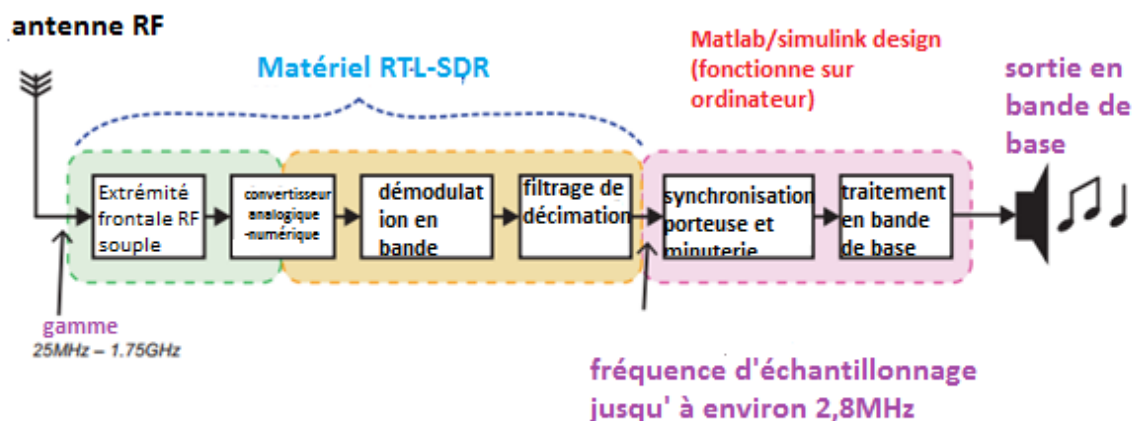 antenne RF
Matériel RTL-SDR
Matlab/simulink design
(fonctionne sur
ordinateur)
sortie en
bande de
base
Extrémité
frontale RF
souple
convertisseur
analogique
-numérique
démodulat
ion en
bande
filtrage de
décimation
synchronisation
porteuse et
minuterie
traitement
en bande
de base
gamme
25MHz – 1.75GHz
fréquence d'échantillonnage
jusqu' à environ 2,8MHz